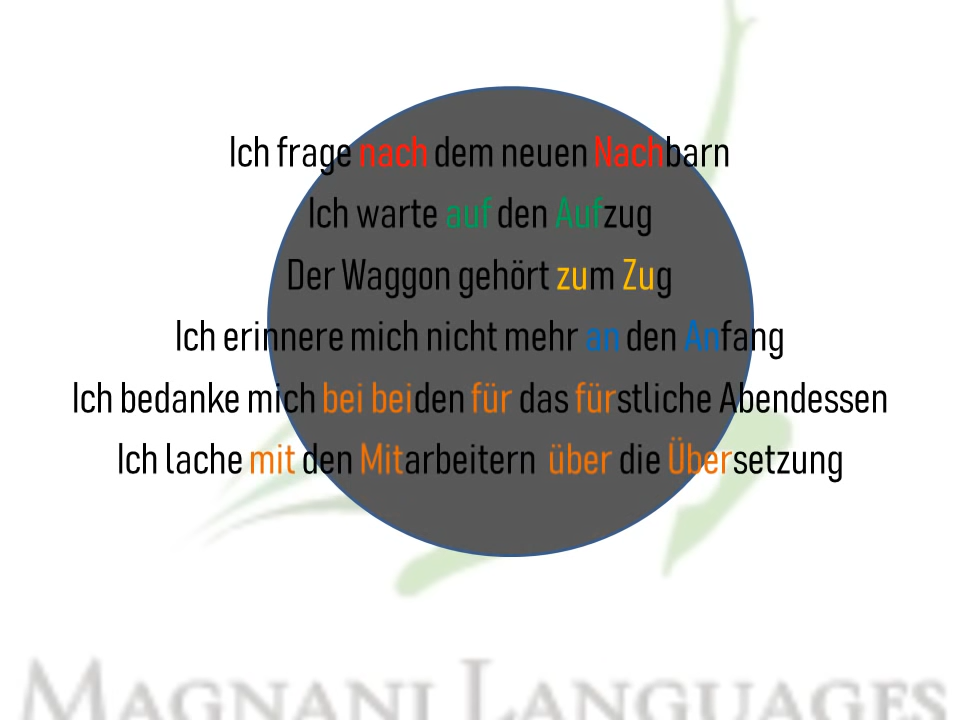 Ich frage nach dem neuen Nachbarn
Ich warte auf den Aufzug
Der Waggon gehört zum Zug
Ich erinnere mich nicht mehr an den Anfang
Ich bedanke mich bei beiden für das fürstliche Abendessen
Ich lache mit den Mitarbeitern über die Übersetzung
MAGNANI LANGUAGES